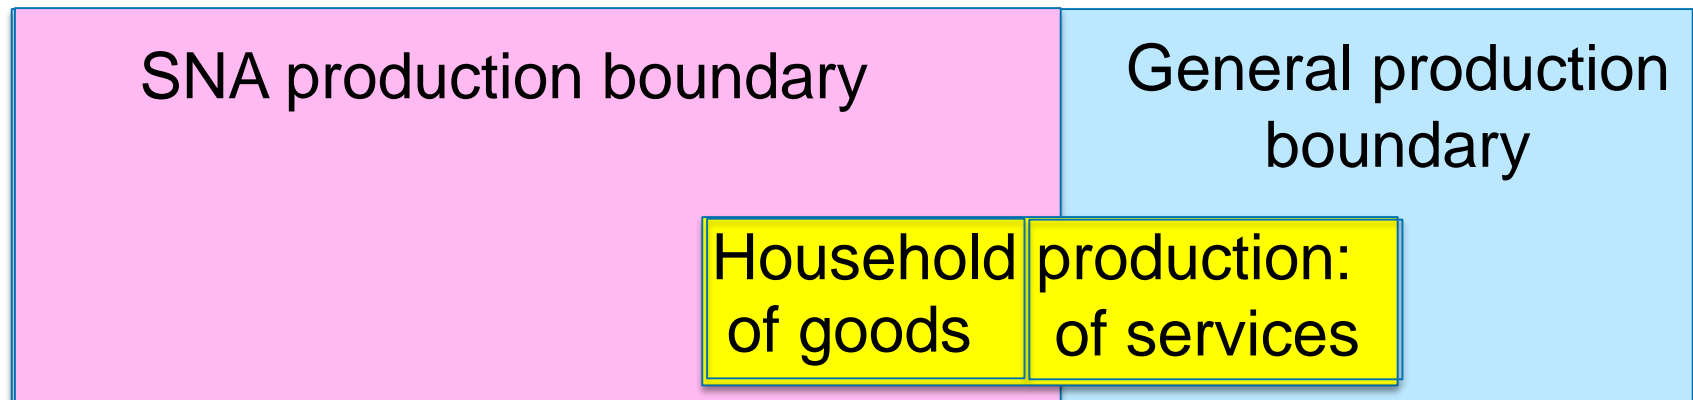 SNA production boundary
General production
boundary
Household production:
of goods of services